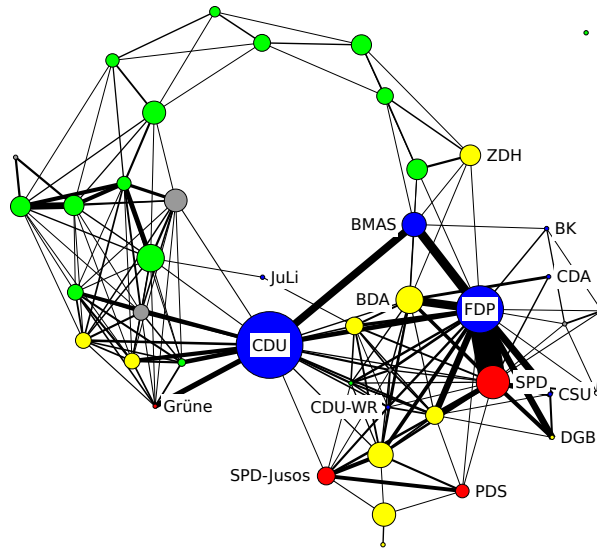 ZDH
BMAS
BK
JuLi
CDA
BDA
FDP
CDU
SPD
CSU
Grüne
CDU-WR
DGB
SPD-Jusos
PDS